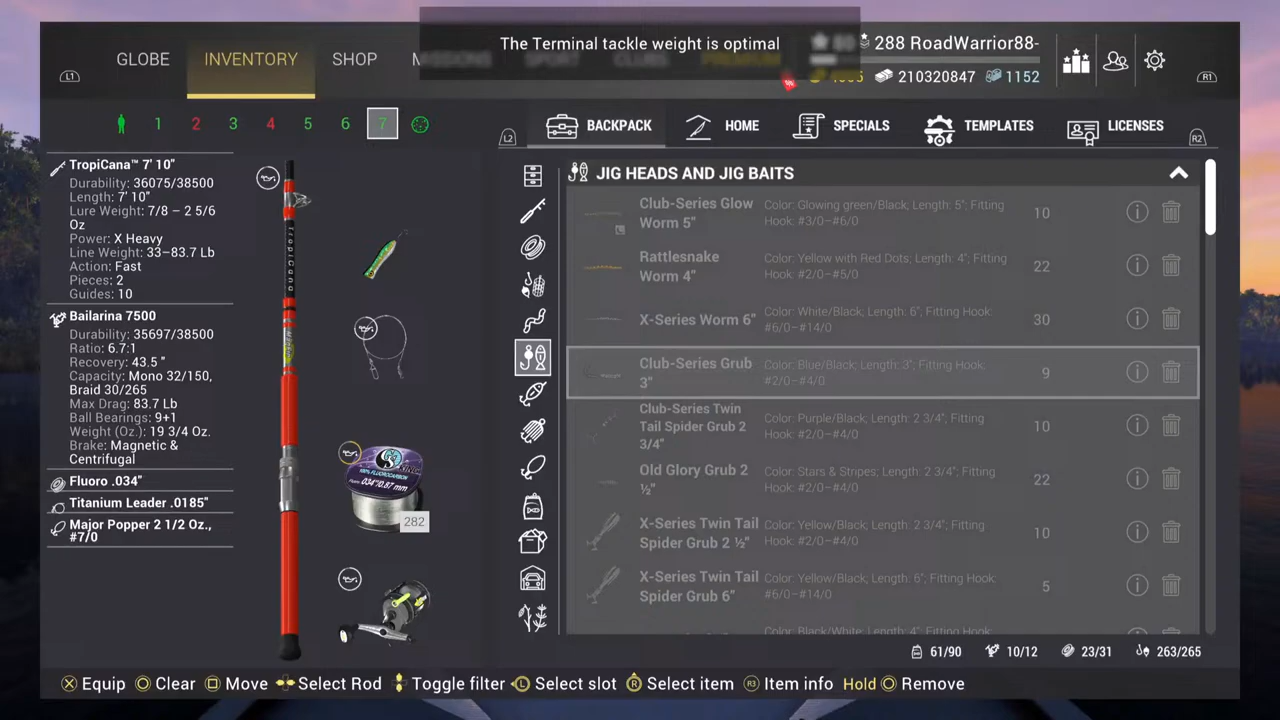 The Terminal tackle weight is optimal
GLOBE
INVENTORY
SHOP
288 RoadWarrior88-
210320847
1152
L1
R1
1
2
3
4
5
6
7
L2
BACKPACK
HOME
SPECIALS
TEMPLATES
LICENSES
R2
TropiCana™ 7' 10"
Durability: 36075/38500
Length: 7' 10"
Lure Weight: 7/8 – 2 5/6
Oz
Power: X Heavy
Line Weight: 33–83.7 Lb
Action: Fast
Pieces: 2
Guides: 10
Bailarina 7500
Durability: 35697/38500
Ratio: 6.7:1
Recovery: 43.5 "
Capacity: Mono 32/150,
Braid 30/265
Max Drag: 83.7 Lb
Ball Bearings: 9+1
Weight (Oz.): 19 3/4 Oz.
Brake: Magnetic &
Centrifugal
Fluoro .034"
Titanium Leader .0185"
Major Popper 2 1/2 Oz.,
#7/0
TropiCana
100% FLUOROCARBON
.034"/0.87 mm
282
JIG HEADS AND JIG BAITS
Club-Series Glow
Worm 5"
Color: Glowing green/Black; Length: 5"; Fitting
Hook: #3/0–#6/0
10
Rattlesnake
Worm 4"
Color: Yellow with Red Dots; Length: 4"; Fitting
Hook: #2/0–#5/0
22
X-Series Worm 6"
Color: White/Black; Length: 6"; Fitting Hook:
#6/0–#14/0
30
Club-Series Grub
3"
Color: Blue/Black; Length: 3"; Fitting Hook:
#2/0–#4/0
9
Club-Series Twin
Tail Spider Grub 2
3/4"
Color: Purple/Black; Length: 2 3/4"; Fitting
Hook: #2/0–#4/0
10
Old Glory Grub 2
½"
Color: Stars & Stripes; Length: 2 3/4"; Fitting
Hook: #2/0–#4/0
22
X-Series Twin Tail
Spider Grub 2 ½"
Color: Yellow/Black; Length: 2 3/4"; Fitting
Hook: #2/0–#4/0
10
X-Series Twin Tail
Spider Grub 6"
Color: Yellow/Black; Length: 6"; Fitting Hook:
#6/0–#14/0
5
Color: Black/White; Length: 4"; Fitting
61/90
10/12
23/31
263/265
Equip
Clear
Move
Select Rod
Toggle filter
L Select slot
R Select item
R3 Item info
Hold Remove